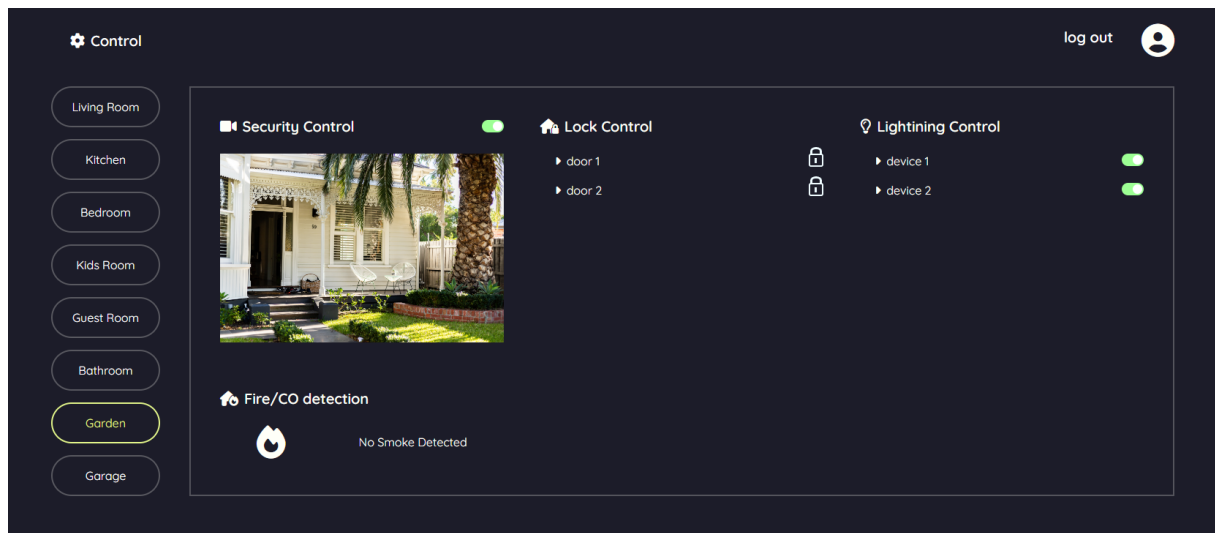 Control
log out
Living Room
Kitchen
Bedroom
Kids Room
Guest Room
Bathroom
Garden
Garage
Security Control
Lock Control
door 1
door 2
Lightining Control
device 1
device 2
Fire/CO detection
No Smoke Detected